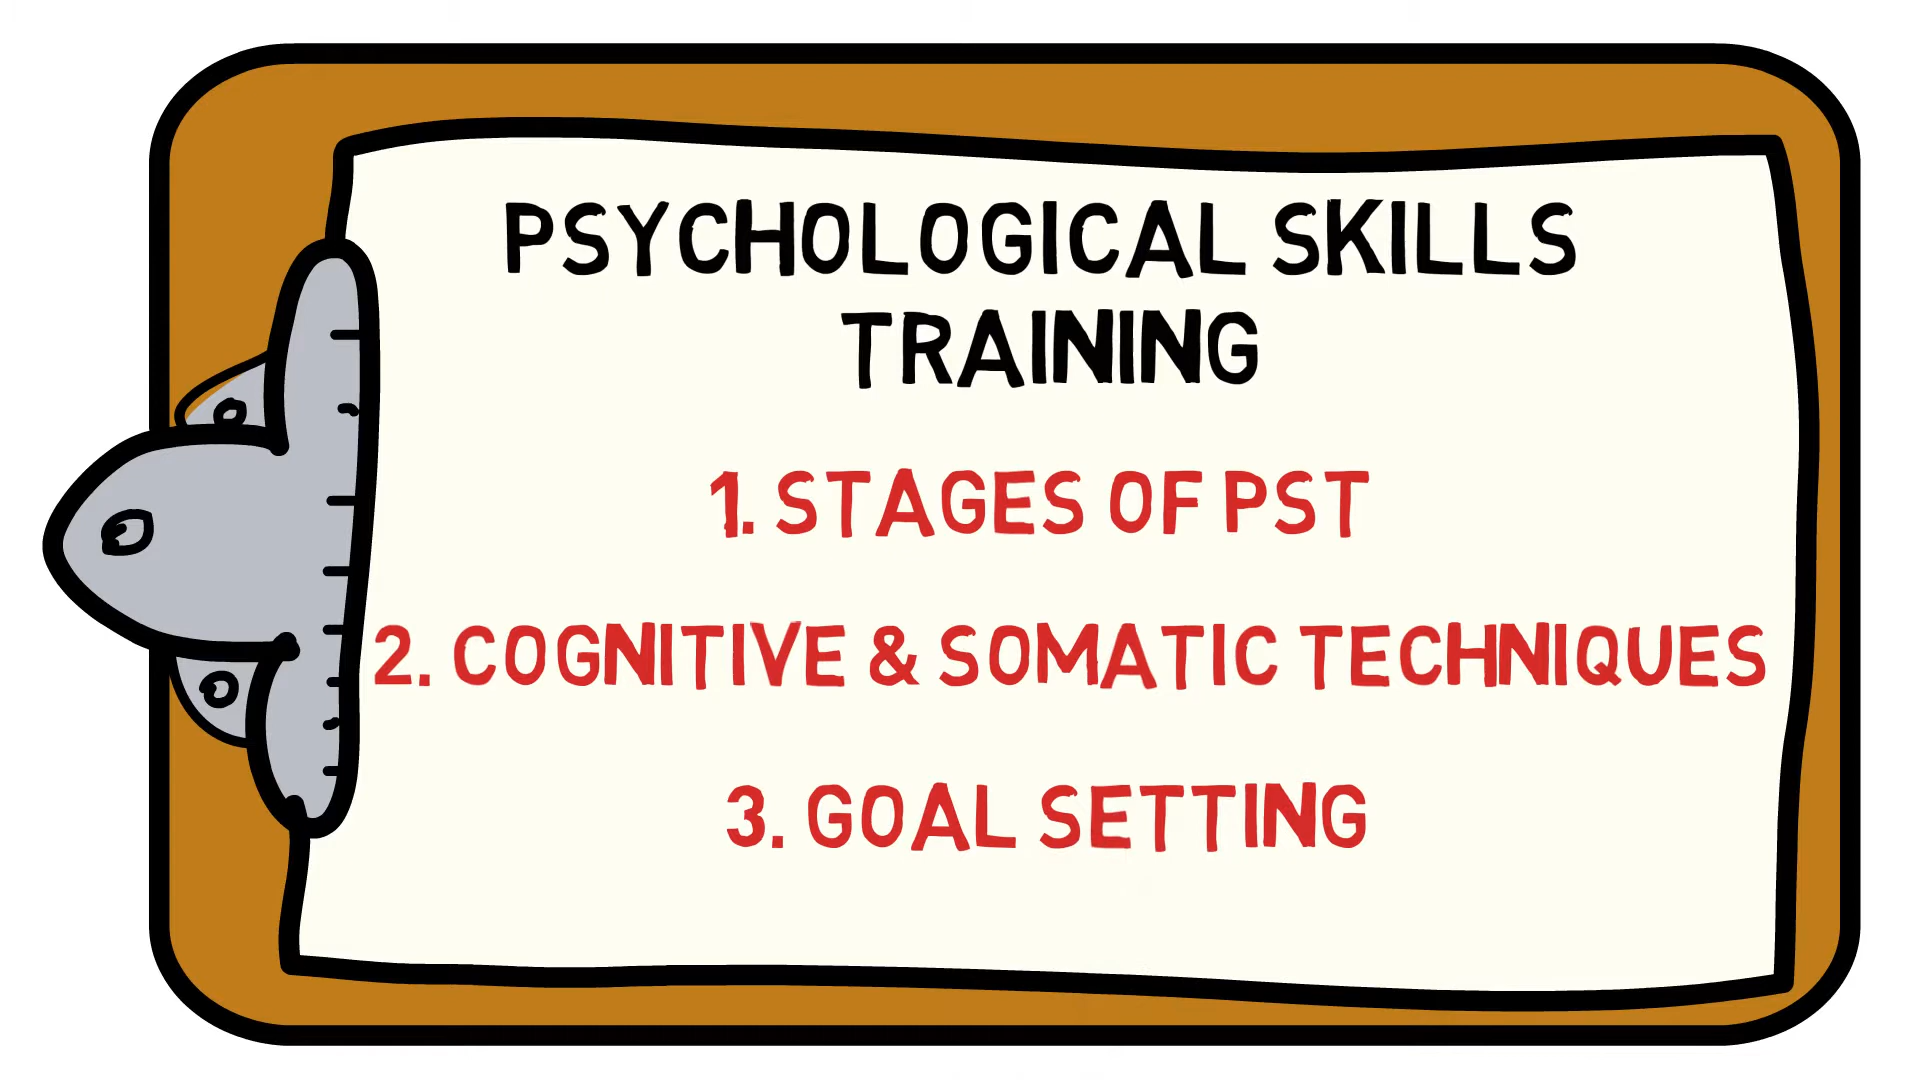 PSYCHOLOGICAL SKILLS
TRAINING
1. STAGES OF PST
2. COGNITIVE & SOMATIC TECHNIQUES
3. GOAL SETTING